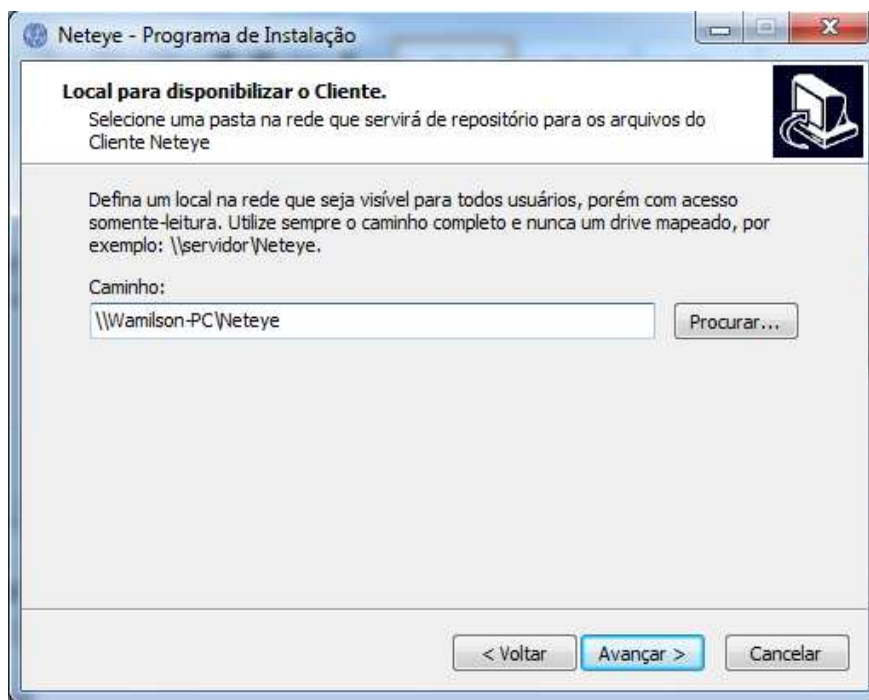 Neteye - Programa de Instalação
Local para disponibilizar o Cliente.
Selecione uma pasta na rede que servirá de repositório para os arquivos do
Cliente Neteye
Defina um local na rede que seja visível para todos usuários, porém com acesso
somente-leitura. Utilize sempre o caminho completo e nunca um drive mapeado, por
exemplo: \\servidor\Neteye.
Caminho:
\\Wamilson-PC\Neteye
Procurar...
< Voltar
Avançar >
Cancelar